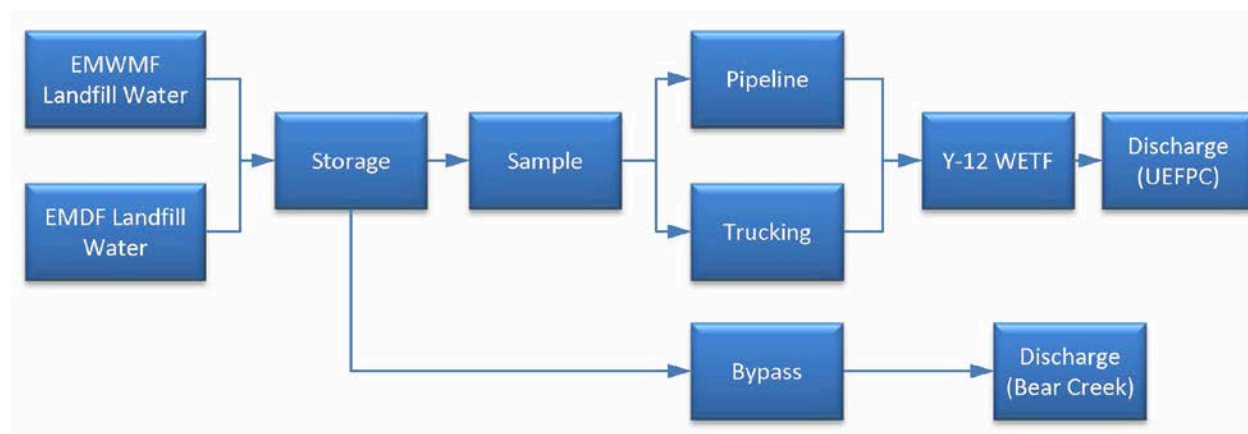 EMWMF
Landfill Water
EMDF Landfill
Water
Storage
Sample
Pipeline
Trucking
Y-12 WETF
Discharge
(UEFPC)
Bypass
Discharge
(Bear Creek)